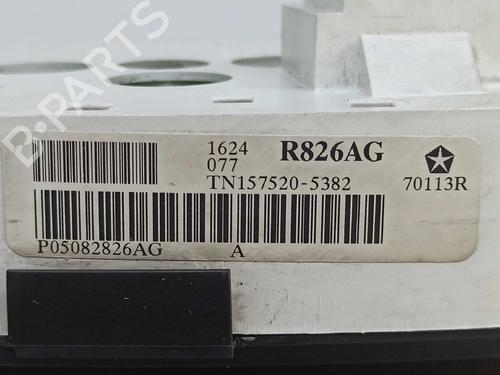 1624 R826AG
077
TN157520-5382 70113R
P05082826AG A
B-PARTS